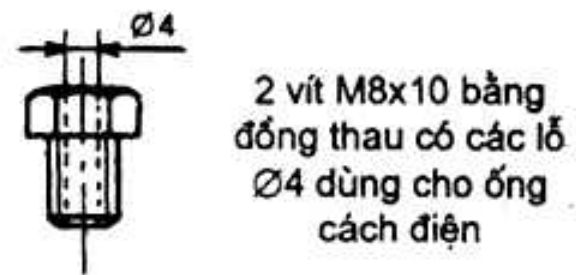 Ø4
2 vít M8x10 bằng
đồng thau có các lỗ
Ø4 dùng cho ống
cách điện